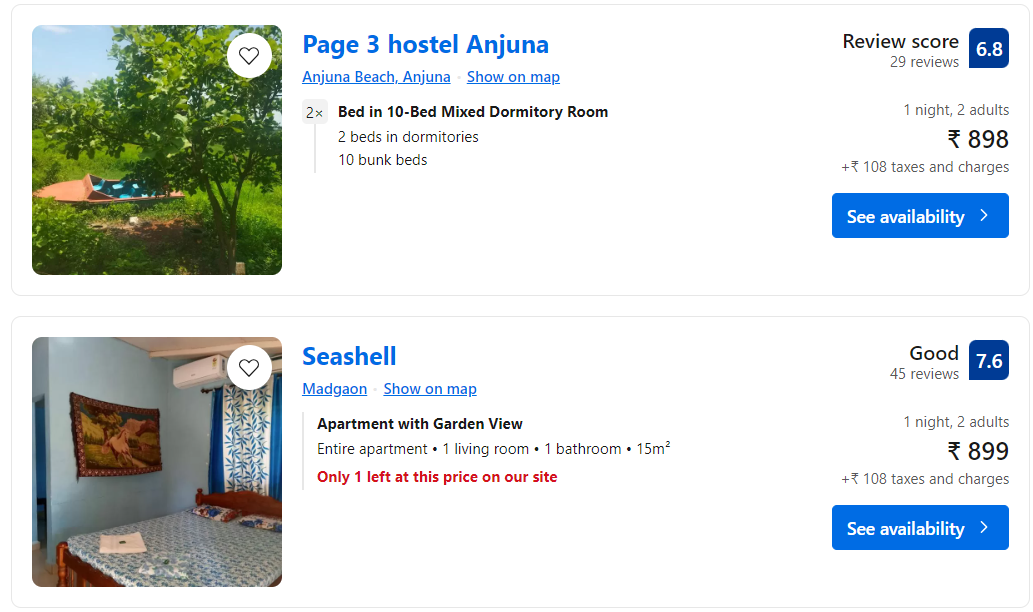 Page 3 hostel Anjuna
Anjuna Beach, Anjuna · Show on map
2× Bed in 10-Bed Mixed Dormitory Room
2 beds in dormitories
10 bunk beds
Review score 6.8
29 reviews
1 night, 2 adults
₹ 898
+₹ 108 taxes and charges
See availability
Seashell
Madgaon · Show on map
Apartment with Garden View
Entire apartment • 1 living room • 1 bathroom • 15m²
Only 1 left at this price on our site
Good 7.6
45 reviews
1 night, 2 adults
₹ 899
+₹ 108 taxes and charges
See availability